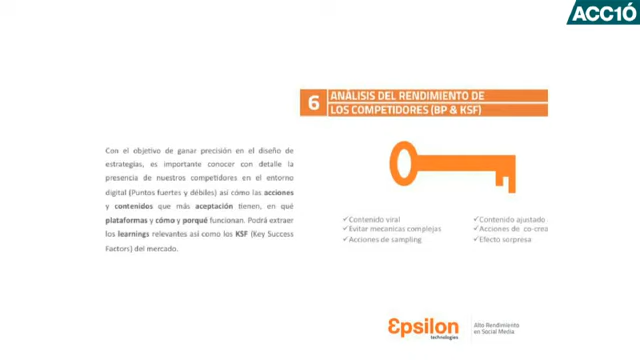 ACC1Ó
6
ANÀLISIS DEL RENDIMIENTO DE
LOS COMPETIDORES (BP & KSF)
Con el objetivo de ganar precisión en el diseño de
estrategias, es importante conocer con detalle la
presencia de nuestros competidores en el entorno
digital (Puntos fuertes y débiles) así cómo las acciones
y contenidos que más aceptación tienen, en qué
plataformas y cómo y porqué funcionan. Podrá extraer
los learnings relevantes así como los KSF (Key Success
Factors) del mercado.
✓Contenido viral
✓Evitar mecanicas complejas
✓Acciones de sampling
✓Contenido ajustado
✓Acciones de co-crea
✓Efecto sorpresa
epsilon
technologies
Alto Rendimiento
en Social Media